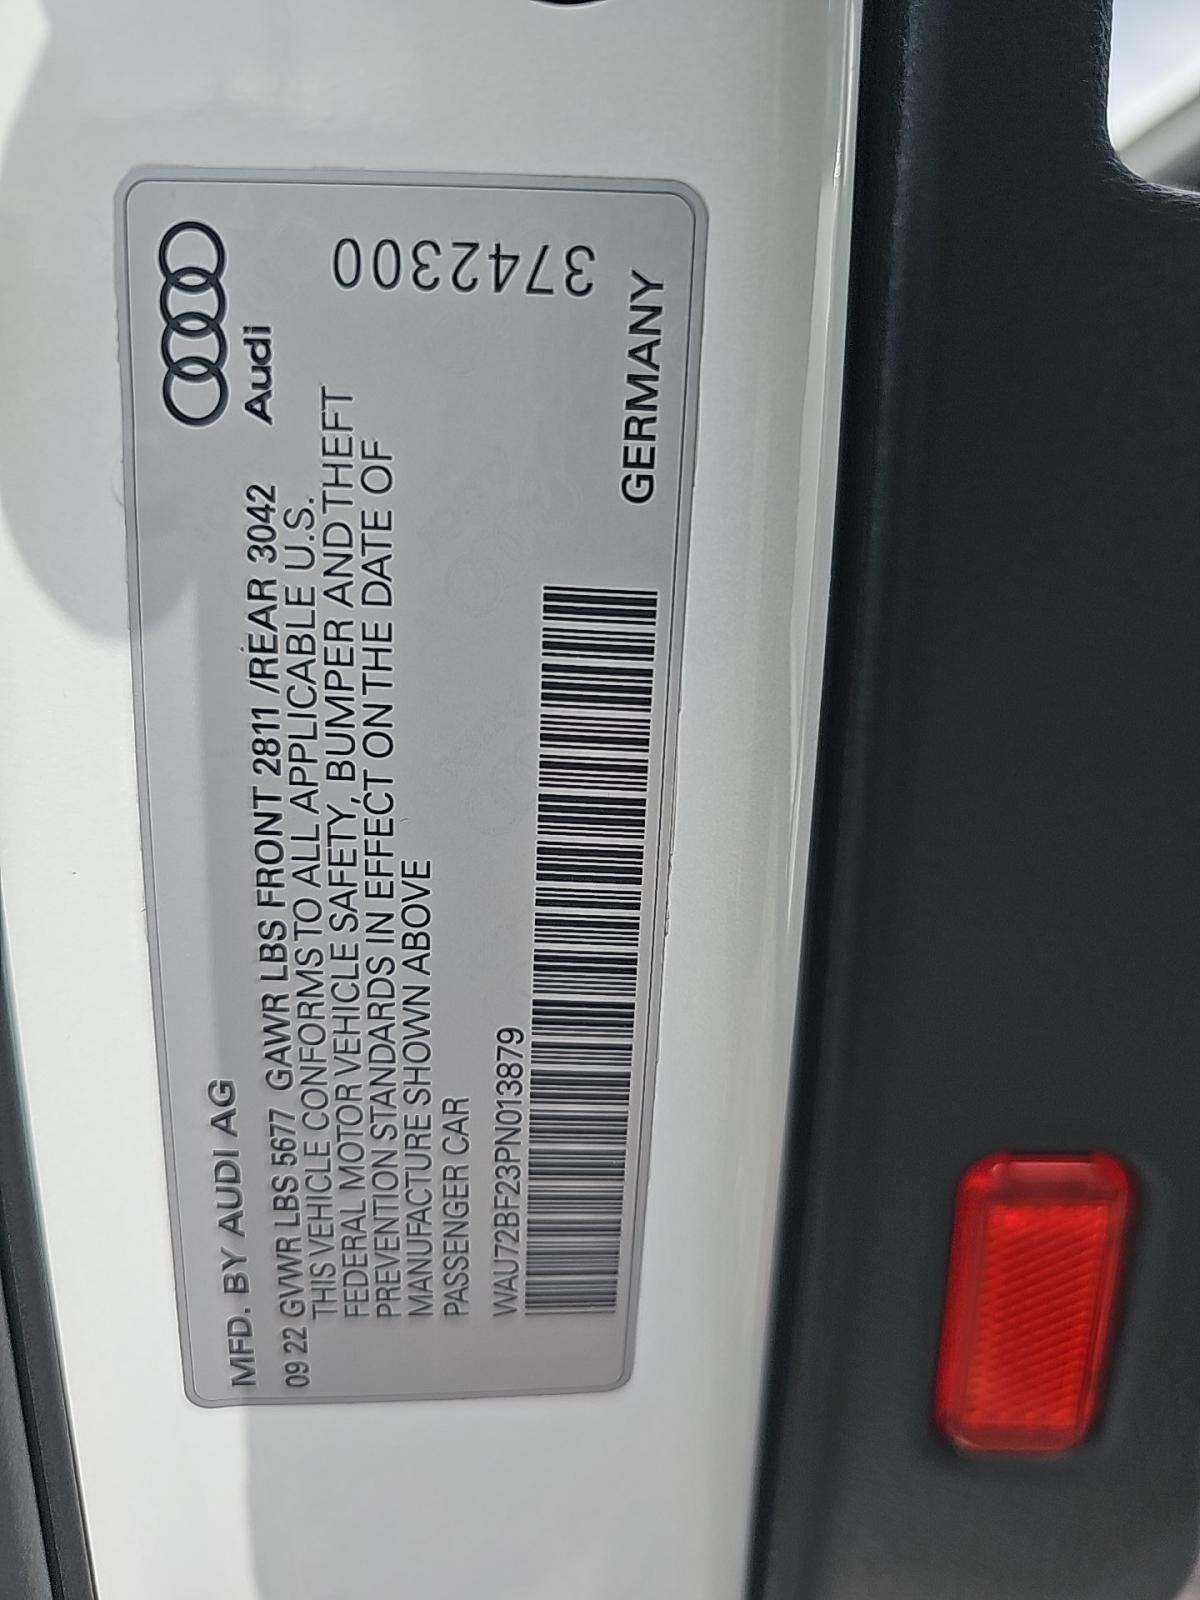 MFD. BY AUDI AG
09 22 GVWR LBS 5677 GAWR LBS FRONT 2811 /REAR 3042
THIS VEHICLE CONFORMS TO ALL APPLICABLE U.S.
FEDERAL MOTOR VEHICLE SAFETY, BUMPER AND THEFT
PREVENTION STANDARDS IN EFFECT ON THE DATE OF
MANUFACTURE SHOWN ABOVE
PASSENGER CAR
WAU72BF23PN013879
Audi
3742300
GERMANY